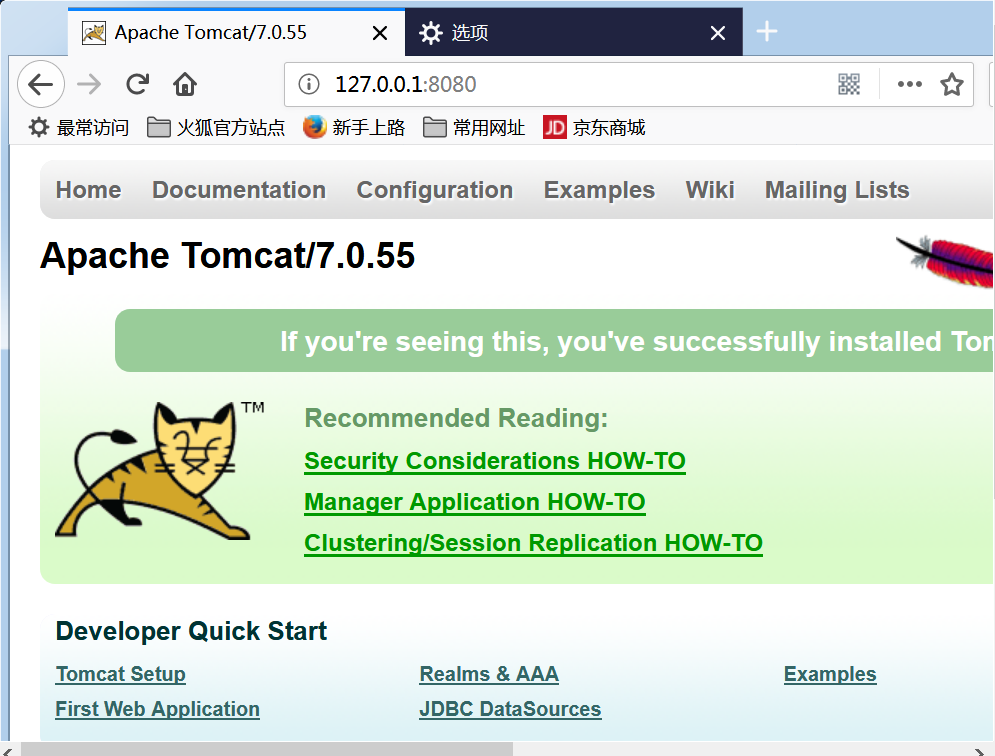 Apache Tomcat/7.0.55 选项
127.0.0.1:8080
最常访问 火狐官方站点 新手上路 常用网址 JD 京东商城
Home Documentation Configuration Examples Wiki Mailing Lists
Apache Tomcat/7.0.55
If you're seeing this, you've successfully installed Tom
TM
Recommended Reading:
Security Considerations HOW-TO
Manager Application HOW-TO
Clustering/Session Replication HOW-TO
Developer Quick Start
Tomcat Setup Realms & AAA Examples
First Web Application JDBC DataSources